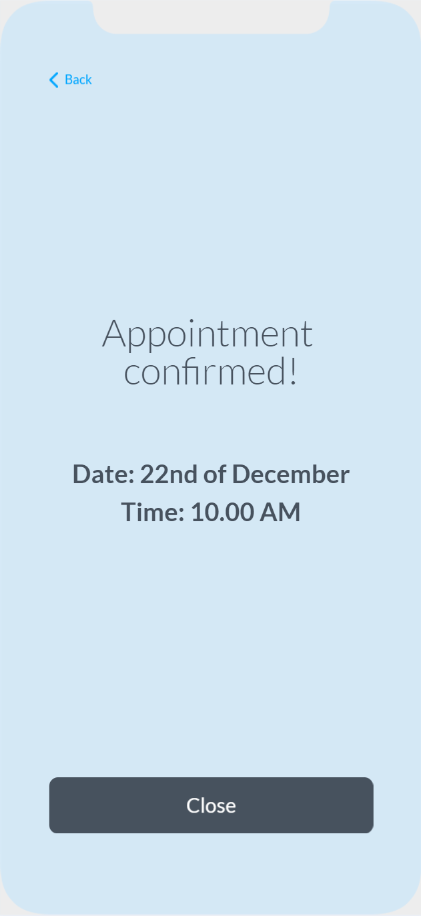 Back
Appointment
confirmed!
Date: 22nd of December
Time: 10.00 AM
Close